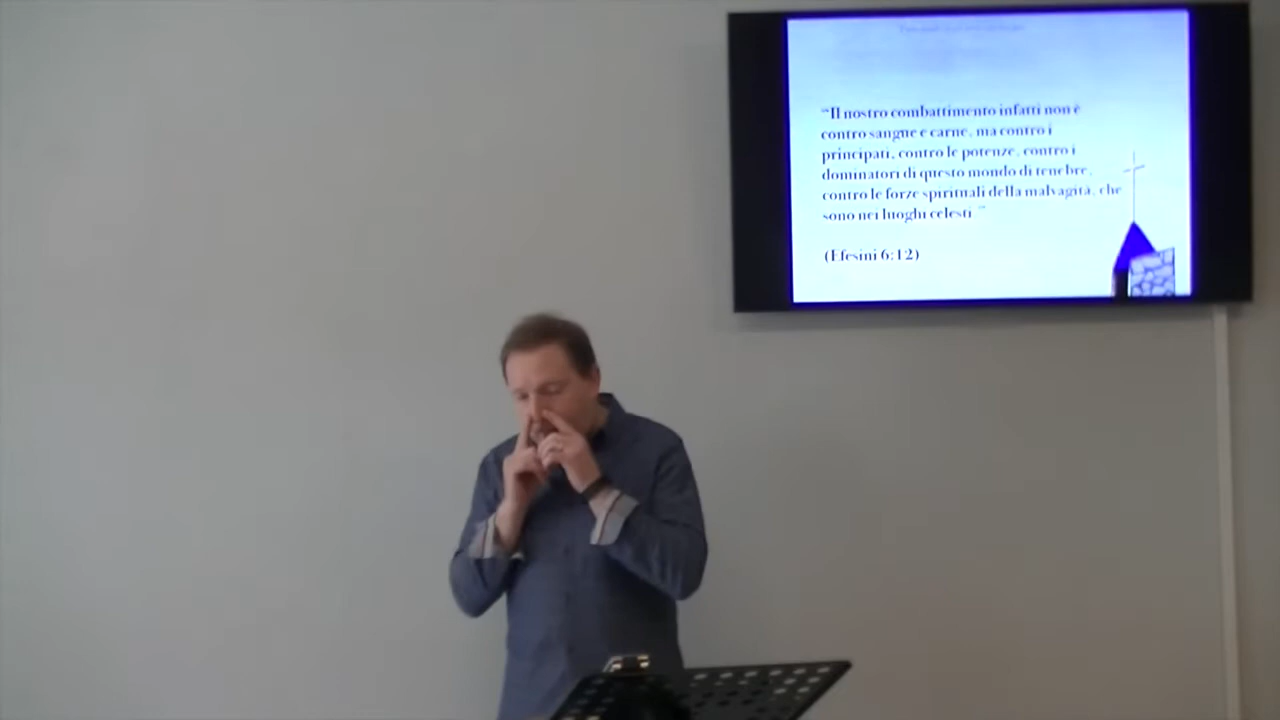 “Il nostro combattimento infatti non è
contro sangue e carne, ma contro i
principati, contro le potenze, contro i
dominatori di questo mondo di tenebre,
contro le forze spirituali della malvagità, che
sono nei luoghi celesti ”
(Efesini 6:12)